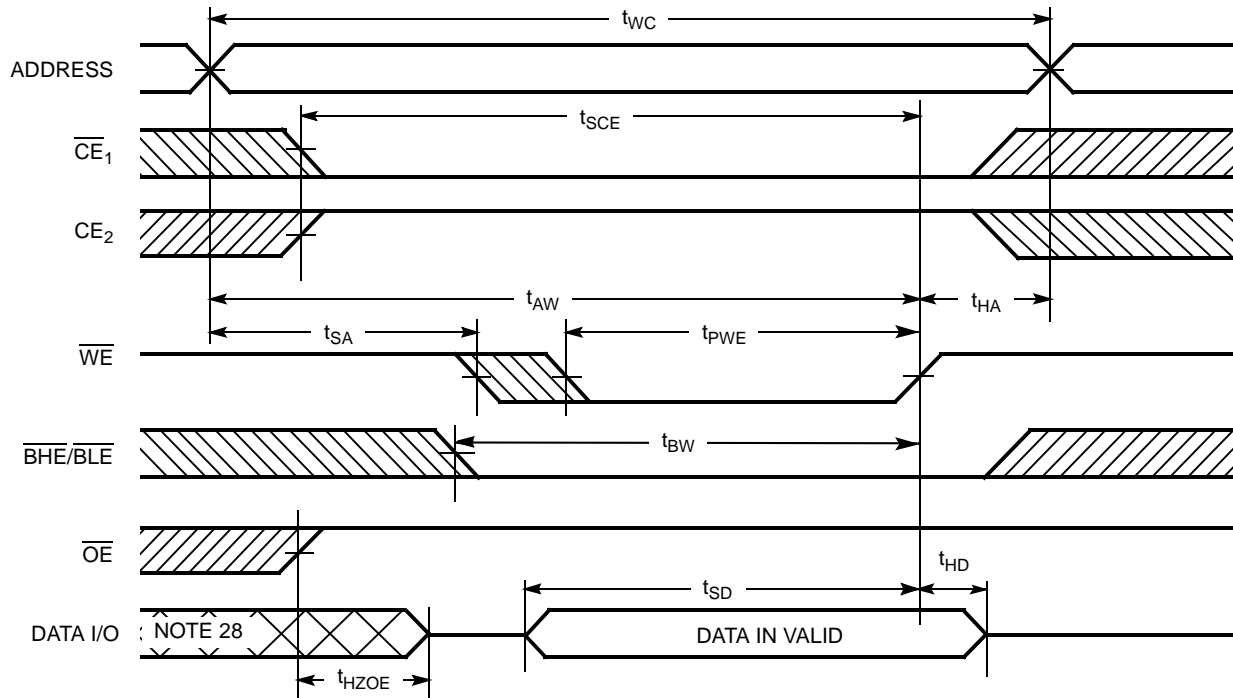 tWC
ADDRESS
tSCE
CE1
CE2
tAW
tHA
tSA
tPWE
WE
tBW
BHE/BLE
OE
tHD
tSD
DATA I/O
NOTE 28
DATA IN VALID
tHZOE